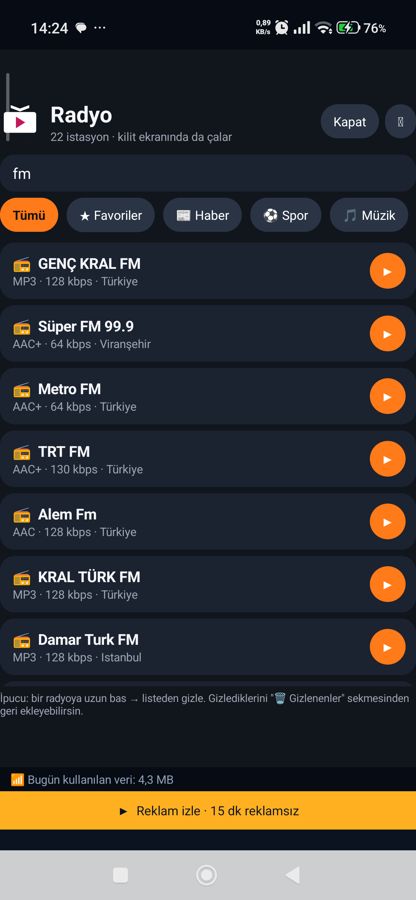 14:24
0,89
KB/s
76%
Radyo
22 istasyon · kilit ekranında da çalar
Kapat
fm
Tümü
★ Favoriler
📰 Haber
⚽ Spor
🎵 Müzik
📻 GENÇ KRAL FM
MP3 · 128 kbps · Türkiye
📻 Süper FM 99.9
AAC+ · 64 kbps · Viranşehir
📻 Metro FM
AAC+ · 64 kbps · Türkiye
📻 TRT FM
AAC+ · 130 kbps · Türkiye
📻 Alem Fm
AAC · 128 kbps · Türkiye
📻 KRAL TÜRK FM
MP3 · 128 kbps · Türkiye
📻 Damar Turk FM
MP3 · 128 kbps · Istanbul
İpucu: bir radyoya uzun bas → listeden gizle. Gizlediklerini "🗑 Gizlenenler" sekmesinden
geri ekleyebilirsin.
📶 Bugün kullanılan veri: 4,3 MB
► Reklam izle · 15 dk reklamsız